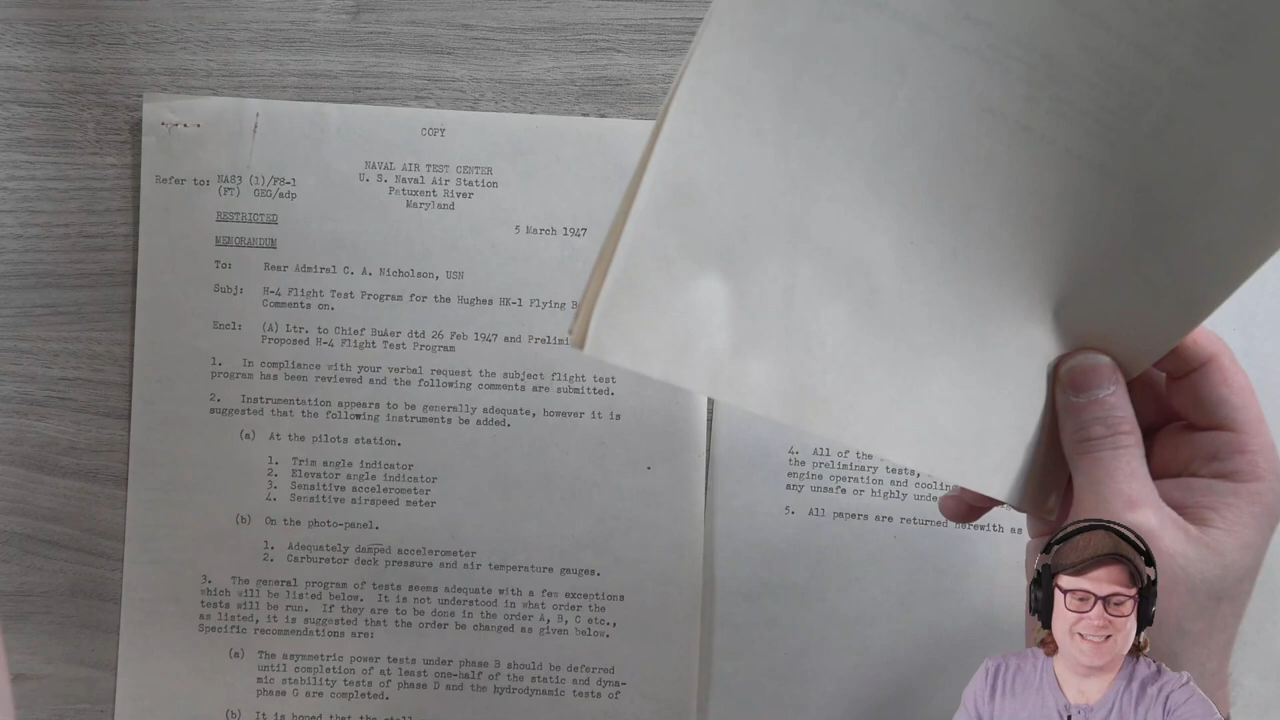 COPY
NAVAL AIR TEST CENTER
U. S. Naval Air Station
Patuxent River
Maryland
Refer to: NA83 (1)/F8-1
(FT) GEG/adp
RESTRICTED
5 March 1947
MEMORANDUM
To: Rear Admiral C. A. Nicholson, USN
Subj: H-4 Flight Test Program for the Hughes HK-1 Flying B
Comments on.
Encl: (A) Ltr. to Chief BuAer dtd 26 Feb 1947 and Prelimi
Proposed H-4 Flight Test Program
1. In compliance with your verbal request the subject flight test
program has been reviewed and the following comments are submitted.
2. Instrumentation appears to be generally adequate, however it is
suggested that the following instruments be added.
(a) At the pilots station.
1. Trim angle indicator
2. Elevator angle indicator
3. Sensitive accelerometer
4. Sensitive airspeed meter
(b) On the photo-panel.
1. Adequately damped accelerometer
2. Carburetor deck pressure and air temperature gauges.
3. The general program of tests seems adequate with a few exceptions
which will be listed below. It is not understood in what order the
tests will be run. If they are to be done in the order A, B, C etc.,
as listed, it is suggested that the order be changed as given below.
Specific recommendations are:
(a) The asymmetric power tests under phase B should be deferred
until completion of at least one-half of the static and dyna-
mic stability tests of phase D and the hydrodynamic tests of
phase G are completed.
(b) It is hoped that the
4. All of the
the preliminary tests,
engine operation and cooling
any unsafe or highly unde
5. All papers are returned herewith as